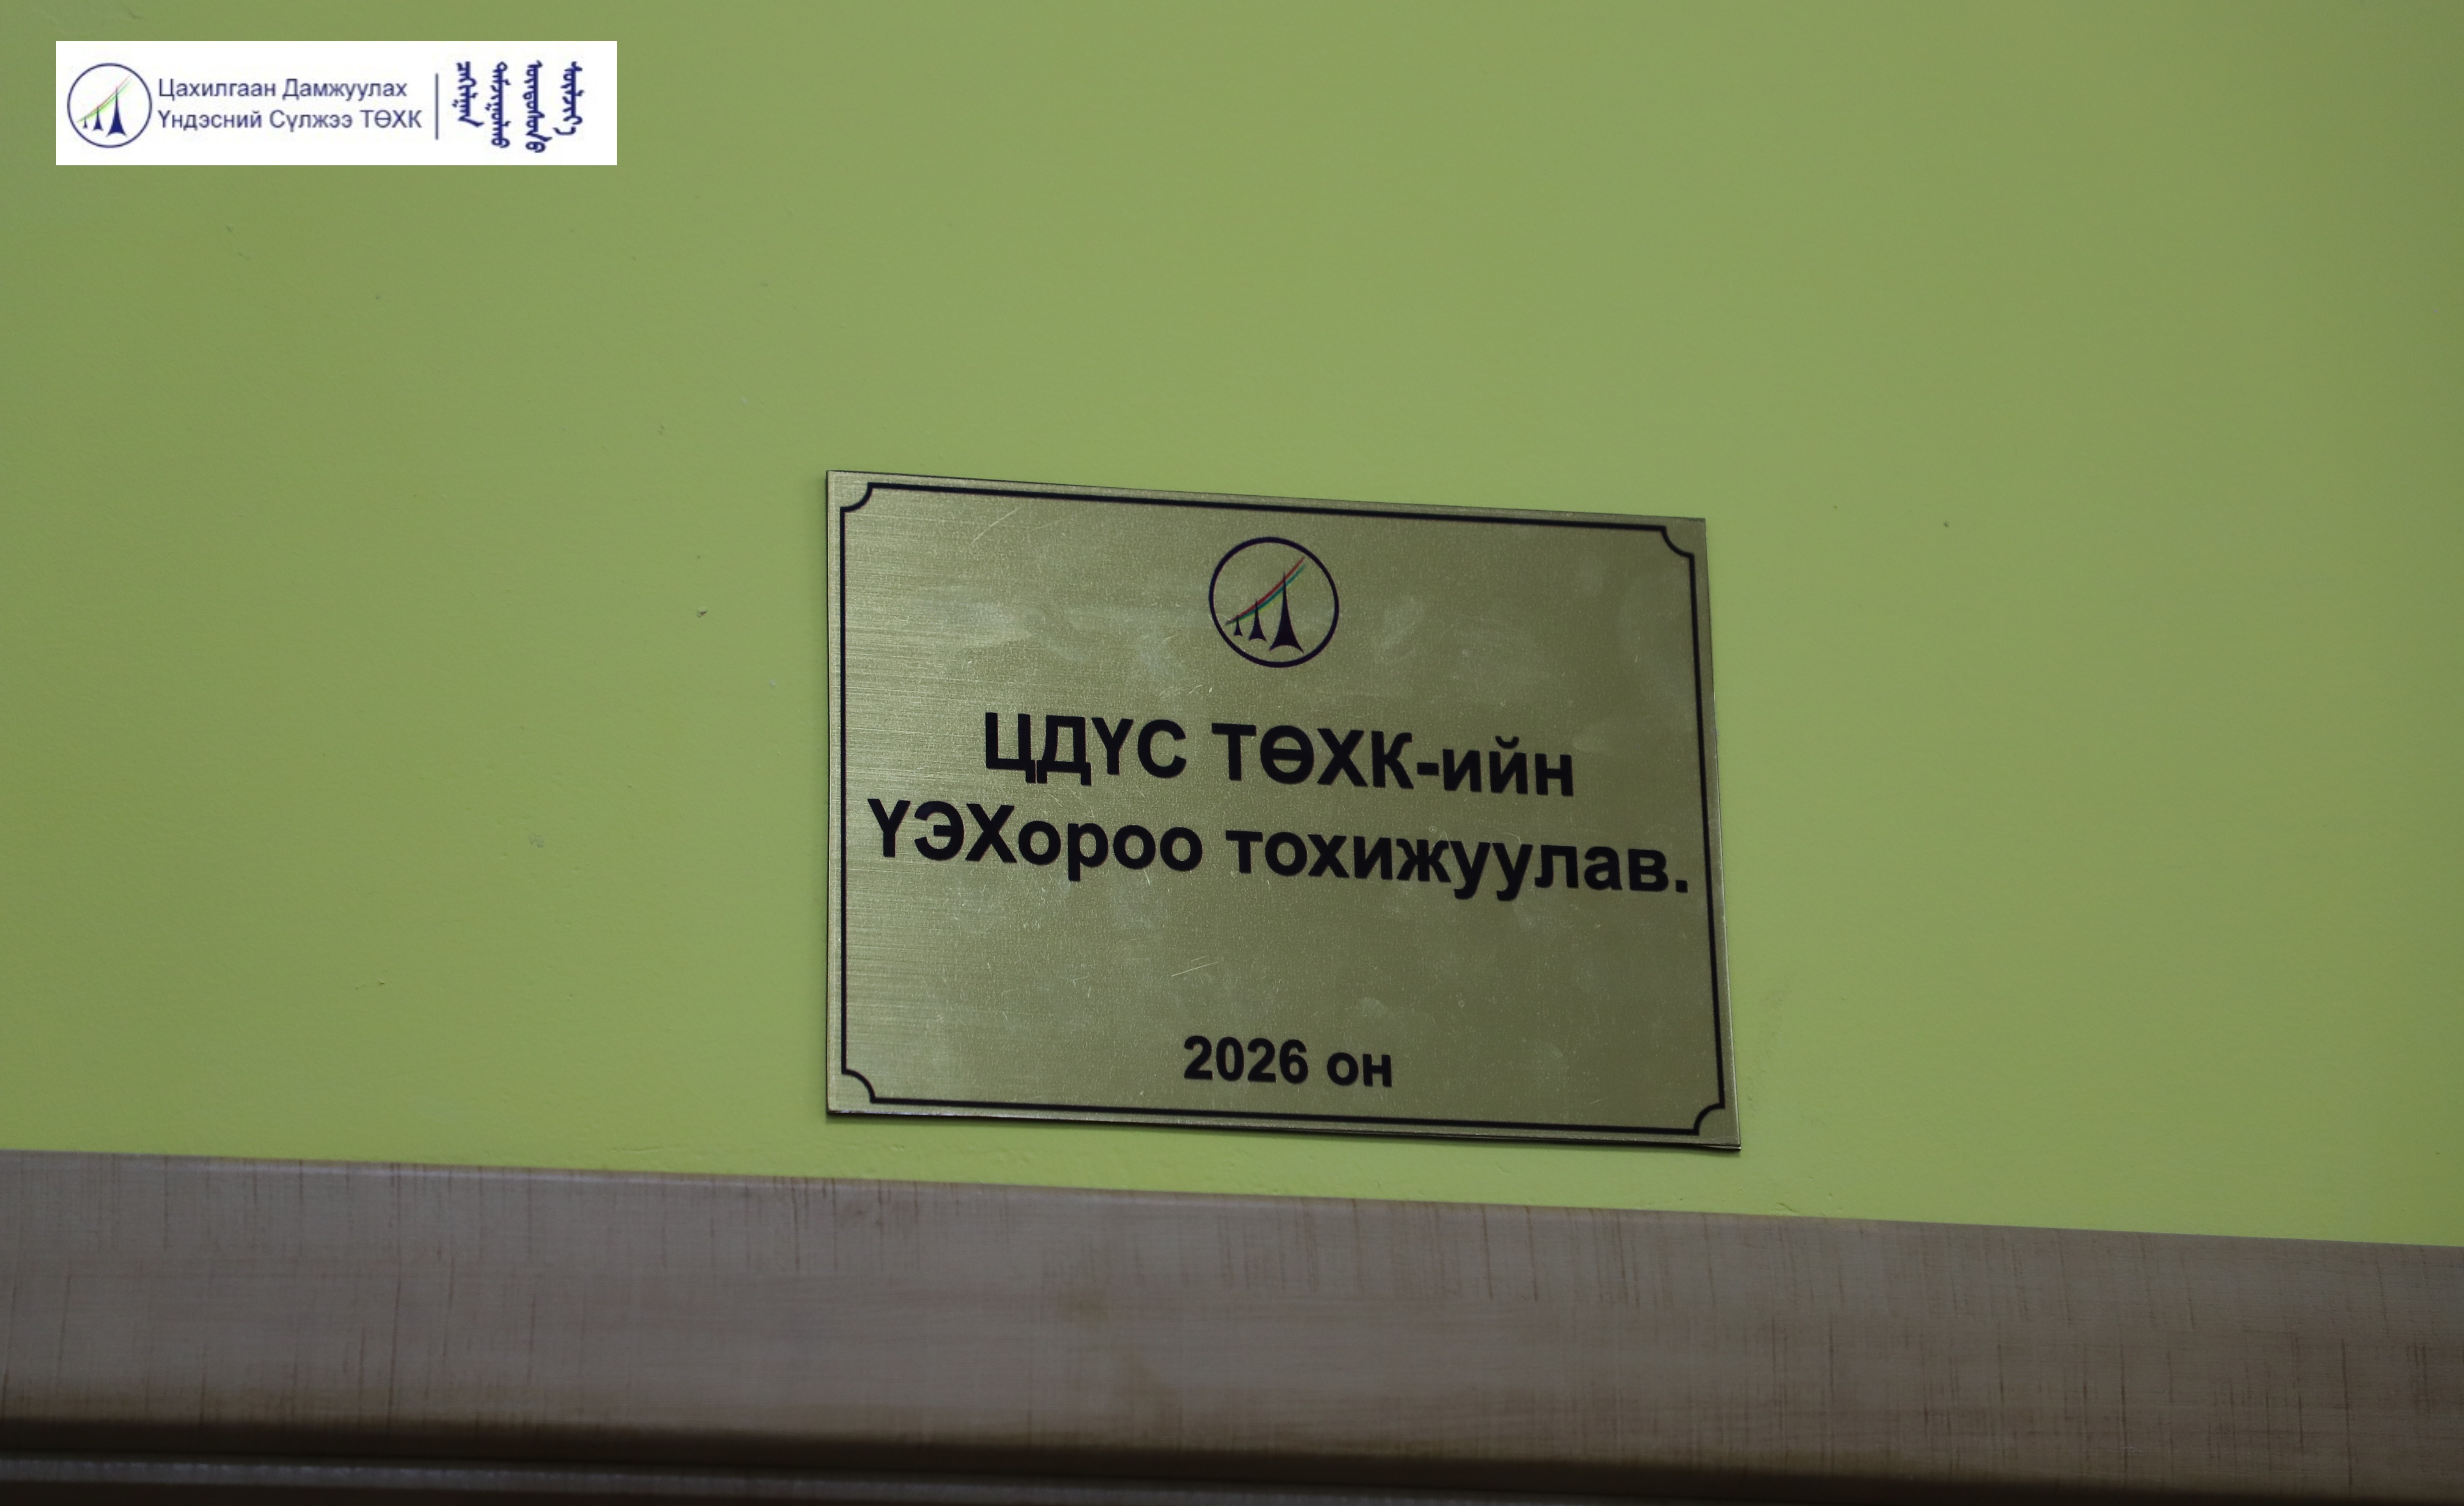 Цахилгаан Дамжуулах
Үндэсний Сүлжээ ТӨХК
ЦДҮС ТӨХК-ийн
ҮЭХороо тохижуулав.
2026 он